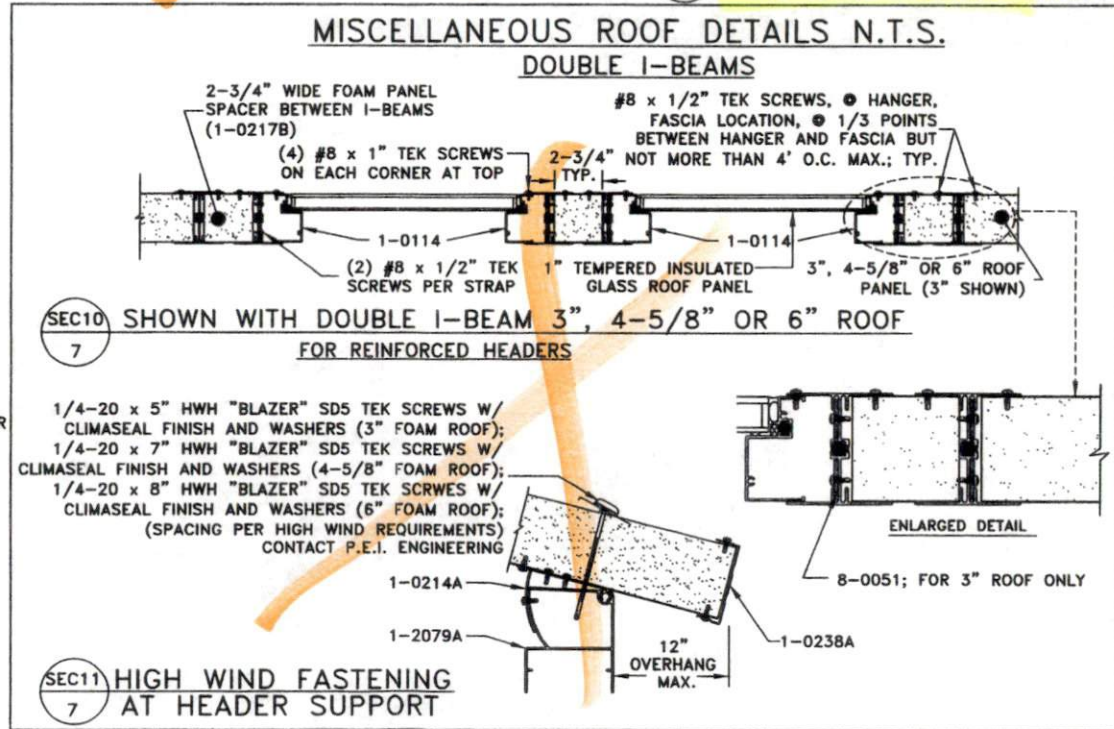 MISCELLANEOUS ROOF DETAILS N.T.S.
DOUBLE I-BEAMS
2-3/4" WIDE FOAM PANEL
SPACER BETWEEN I-BEAMS
(1-0217B)
(4) #8 x 1" TEK SCREWS
ON EACH CORNER AT TOP
2-3/4"
TYP.
#8 x 1/2" TEK SCREWS, @ HANGER,
FASCIA LOCATION, @ 1/3 POINTS
BETWEEN HANGER AND FASCIA BUT
NOT MORE THAN 4' O.C. MAX.; TYP.
1-0114
1-0114
(2) #8 x 1/2" TEK
SCREWS PER STRAP
1" TEMPERED INSULATED
GLASS ROOF PANEL
3", 4-5/8" OR 6" ROOF
PANEL (3" SHOWN)
SEC10
7
SHOWN WITH DOUBLE I-BEAM 3", 4-5/8" OR 6" ROOF
FOR REINFORCED HEADERS
R
1/4-20 x 5" HWH "BLAZER" SD5 TEK SCREWS W/
CLIMASEAL FINISH AND WASHERS (3" FOAM ROOF);
1/4-20 x 7" HWH "BLAZER" SD5 TEK SCREWS W/
CLIMASEAL FINISH AND WASHERS (4-5/8" FOAM ROOF);
1/4-20 x 8" HWH "BLAZER" SD5 TEK SCRWES W/
CLIMASEAL FINISH AND WASHERS (6" FOAM ROOF);
(SPACING PER HIGH WIND REQUIREMENTS)
CONTACT P.E.I. ENGINEERING
1-0214A
1-2079A
12"
OVERHANG
MAX.
1-0238A
ENLARGED DETAIL
8-0051; FOR 3" ROOF ONLY
SEC11
7
HIGH WIND FASTENING
AT HEADER SUPPORT